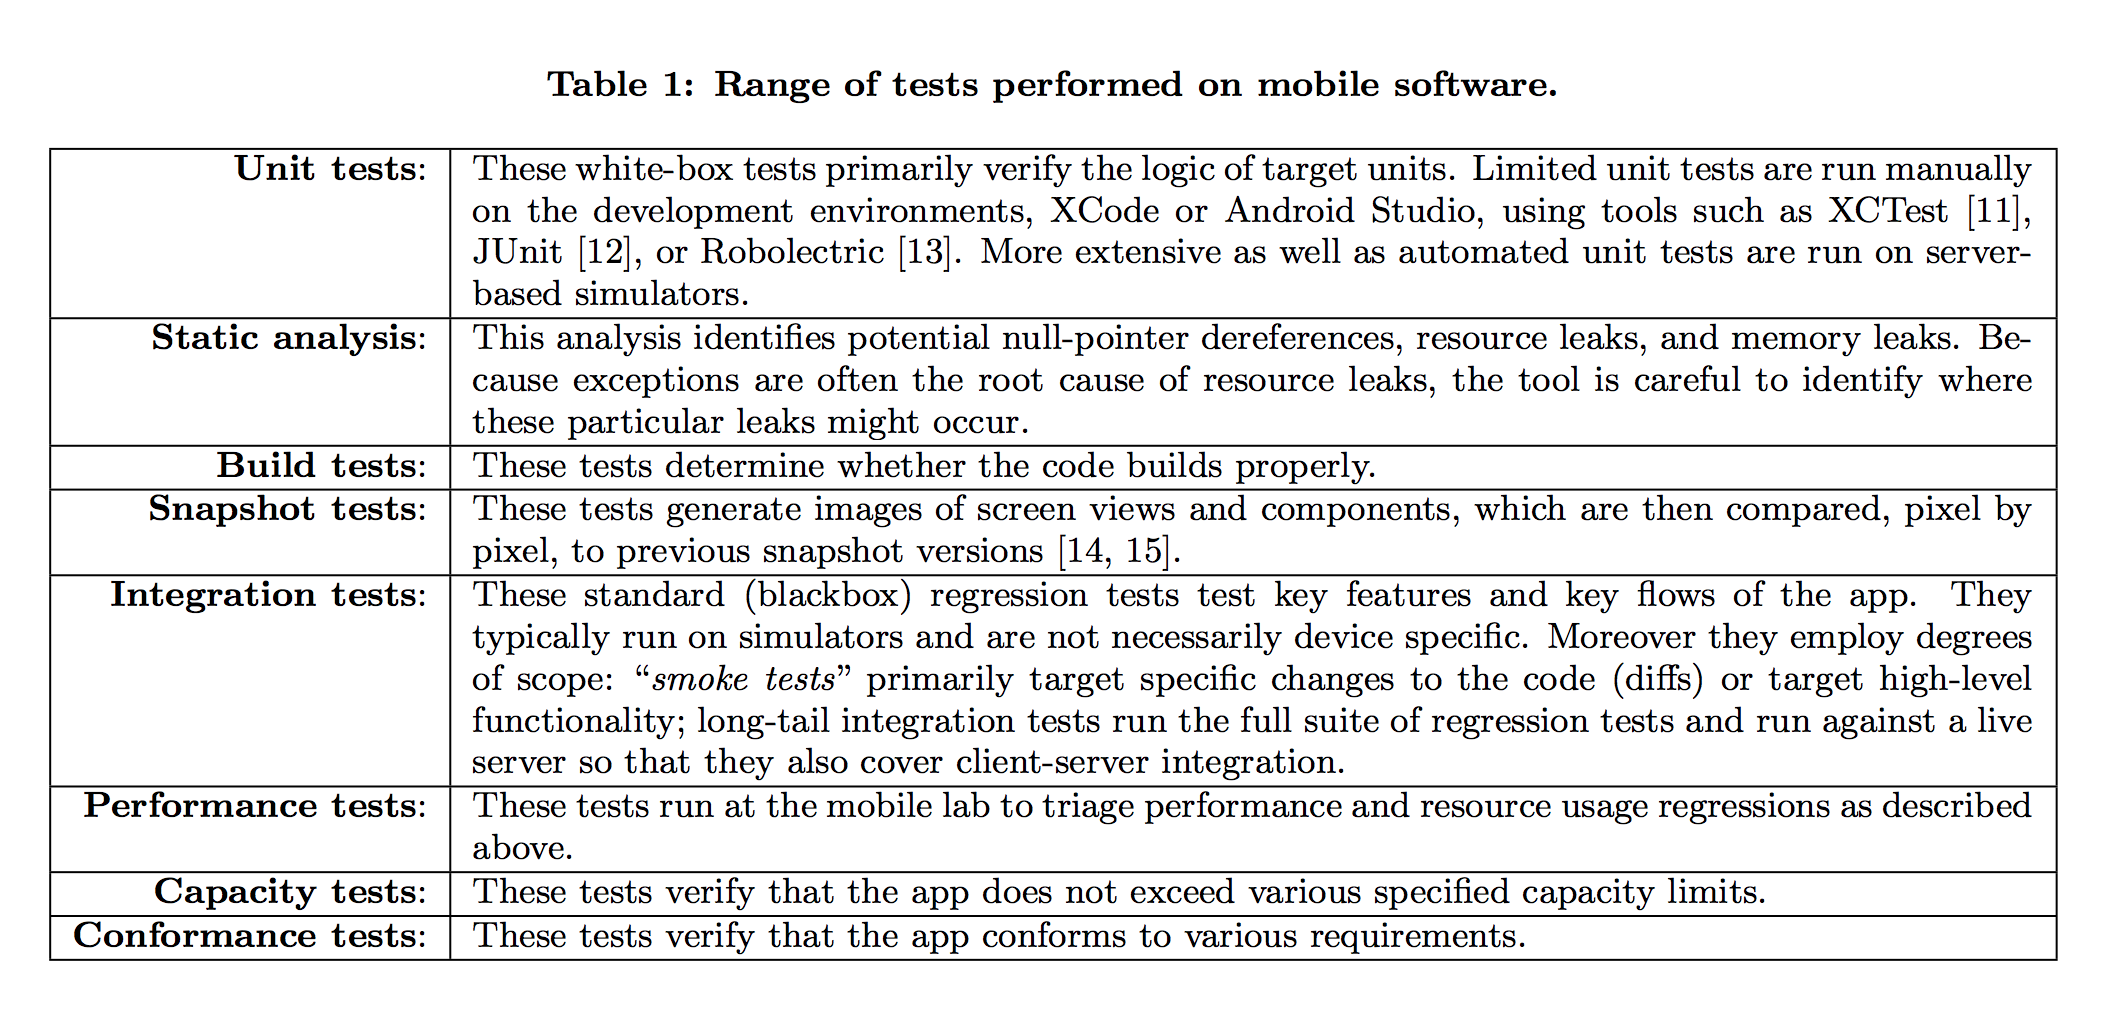 Table 1: Range of tests performed on mobile software.
Unit tests: These white-box tests primarily verify the logic of target units. Limited unit tests are run manually
on the development environments, XCode or Android Studio, using tools such as XCTest [11],
JUnit [12], or Robolectric [13]. More extensive as well as automated unit tests are run on server-
based simulators.
Static analysis: This analysis identifies potential null-pointer dereferences, resource leaks, and memory leaks. Be-
cause exceptions are often the root cause of resource leaks, the tool is careful to identify where
these particular leaks might occur.
Build tests: These tests determine whether the code builds properly.
Snapshot tests: These tests generate images of screen views and components, which are then compared, pixel by
pixel, to previous snapshot versions [14, 15].
Integration tests: These standard (blackbox) regression tests test key features and key flows of the app. They
typically run on simulators and are not necessarily device specific. Moreover they employ degrees
of scope: “smoke tests” primarily target specific changes to the code (diffs) or target high-level
functionality; long-tail integration tests run the full suite of regression tests and run against a live
server so that they also cover client-server integration.
Performance tests: These tests run at the mobile lab to triage performance and resource usage regressions as described
above.
Capacity tests: These tests verify that the app does not exceed various specified capacity limits.
Conformance tests: These tests verify that the app conforms to various requirements.